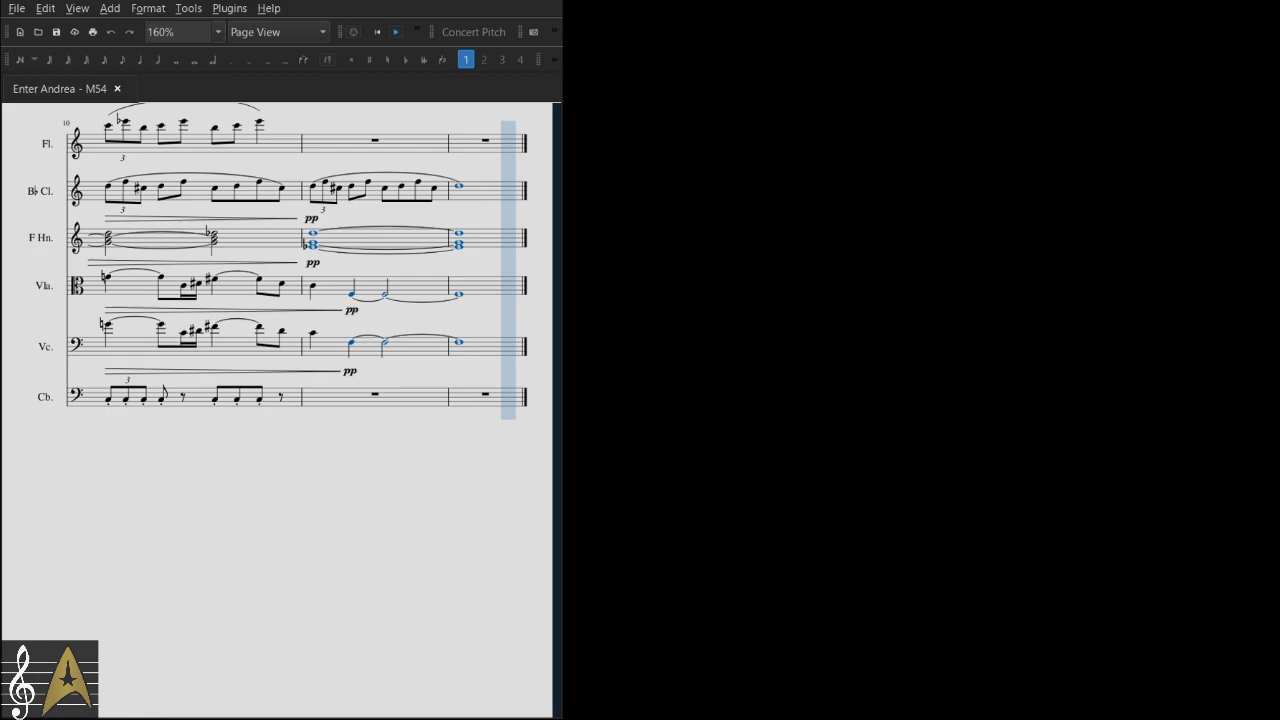 File Edit View Add Format Tools Plugins Help
160% Page View Concert Pitch
1 2 3 4
Enter Andrea - M54
10
Fl.
3
B♭ Cl.
3 3
pp
F Hn.
pp
Vla.
pp
Vc.
pp
3
Cb.